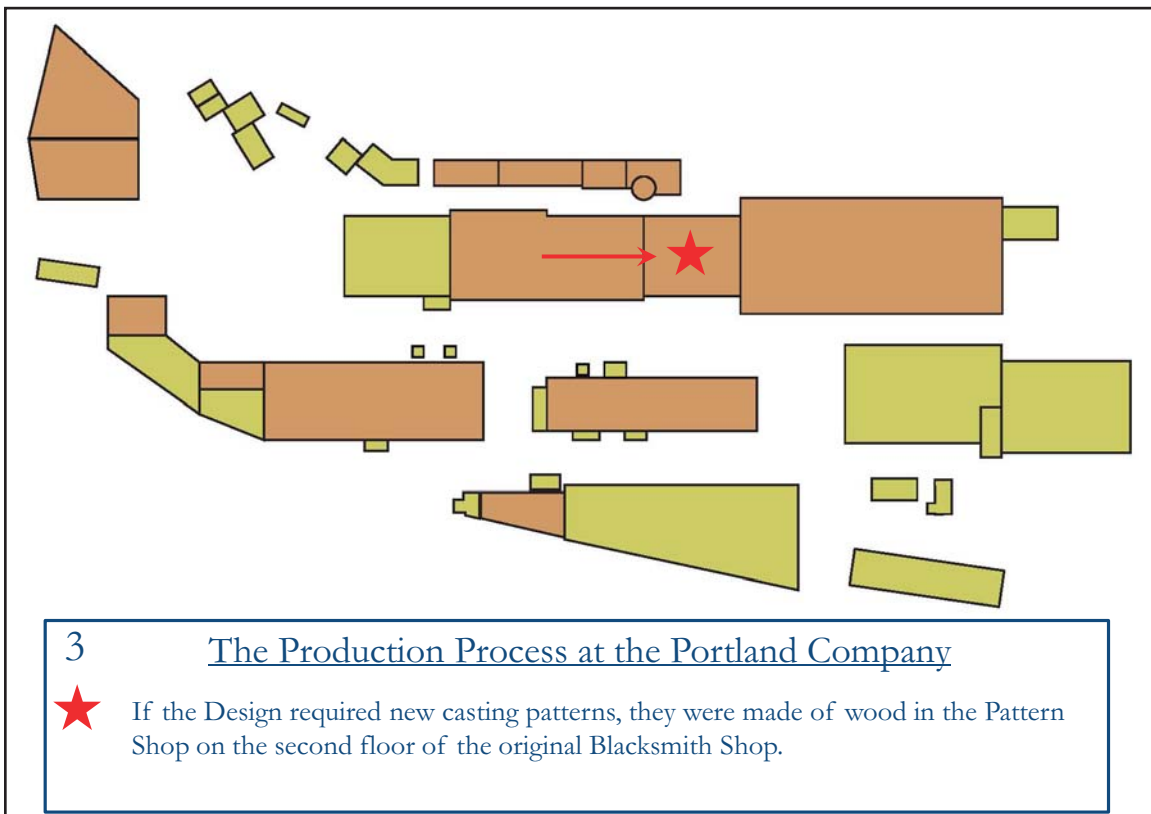 3
The Production Process at the Portland Company
If the Design required new casting patterns, they were made of wood in the Pattern
Shop on the second floor of the original Blacksmith Shop.